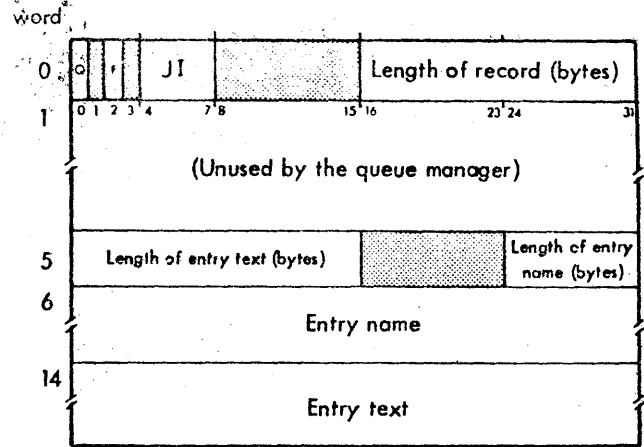 word
0 Q F JI Length of record (bytes)
0 1 2 3 4 7 8 15 16 23 24 31
1
(Unused by the queue manager)
5 Length of entry text (bytes) Length of entry
name (bytes)
6
Entry name
14
Entry text